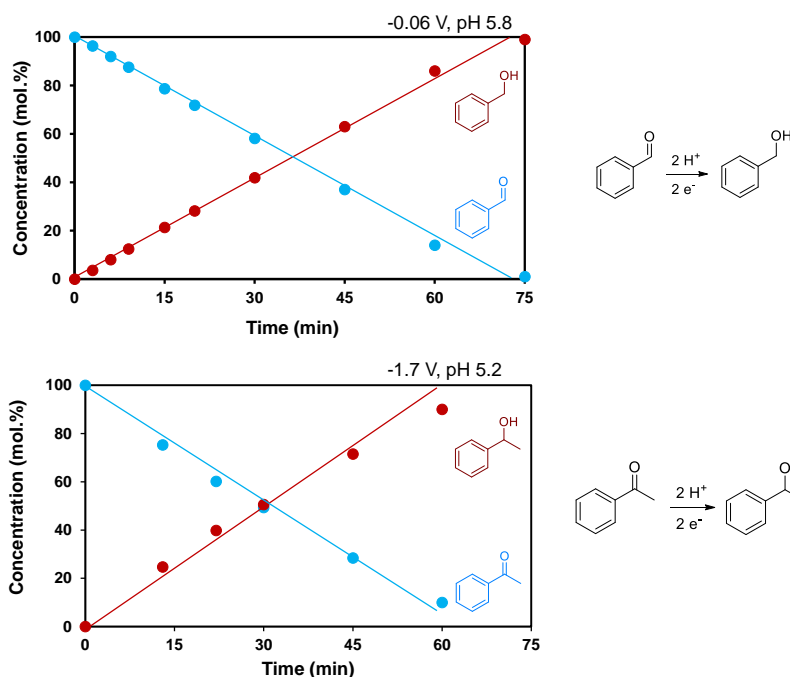 -0.06 V, pH 5.8
Concentration (mol.%)
100
80
60
40
20
0
OH
O
0 15 30 45 60 75
Time (min)
O
2 H⁺
2 e⁻
OH
-1.7 V, pH 5.2
Concentration (mol.%)
100
80
60
40
20
0
OH
O
0 15 30 45 60 75
Time (min)
O
2 H⁺
2 e⁻